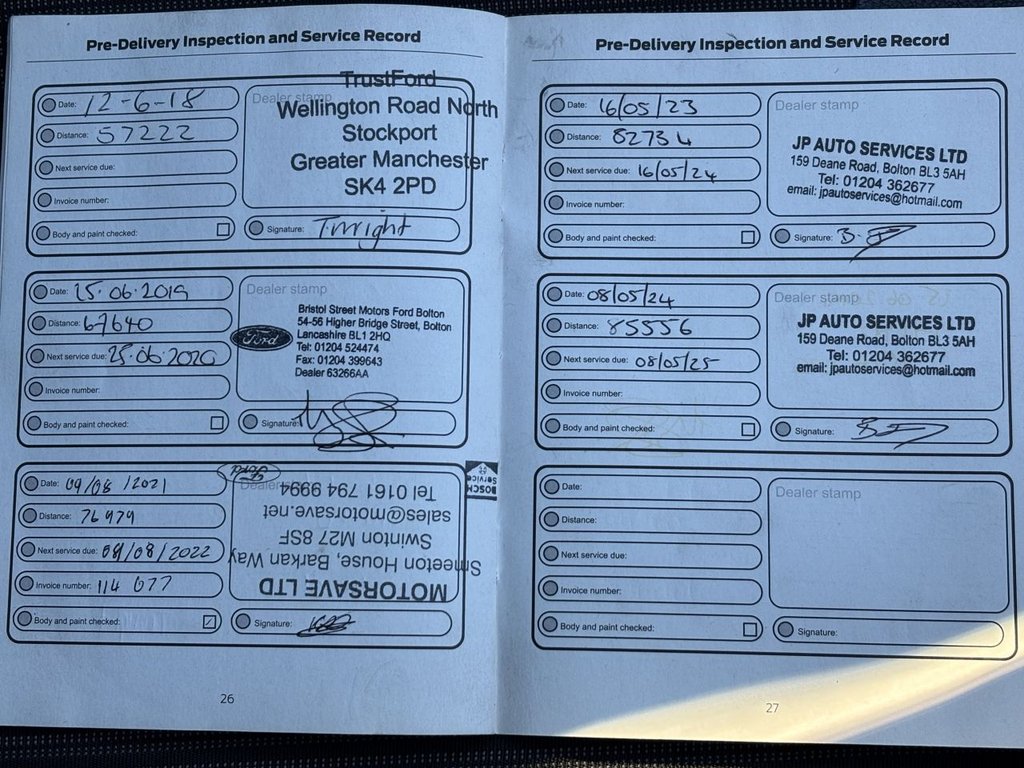 Pre-Delivery Inspection and Service Record
Date: 12-6-18
Distance: 57222
Next service due:
Invoice number:
Body and paint checked:
Dealer stamp
TrustFord
Wellington Road North
Stockport
Greater Manchester
SK4 2PD
Signature: T.wright
Date: 25.06.2019
Distance: 67640
Next service due: 25.06.2020
Invoice number:
Body and paint checked:
Dealer stamp
Ford
Bristol Street Motors Ford Bolton
54-56 Higher Bridge Street, Bolton
Lancashire BL1 2HQ
Tel: 01204 524474
Fax: 01204 399643
Dealer 63266AA
Signature:
Date: 09/08/2021
Distance: 76979
Next service due: 08/08/2022
Invoice number: 114 677
Body and paint checked:
Dealer
MOTORSAVE LTD
Smeeton House, Barkan Way
Swinton M27 8SF
sales@motorsave.net
Tel 0161 794 9994
Ford
BOSCH
Service
Signature:
26
Pre-Delivery Inspection and Service Record
Date: 16/05/23
Distance: 82734
Next service due: 16/05/24
Invoice number:
Body and paint checked:
Dealer stamp
JP AUTO SERVICES LTD
159 Deane Road, Bolton BL3 5AH
Tel: 01204 362677
email: jpautoservices@hotmail.com
Signature:
Date: 08/05/24
Distance: 85556
Next service due: 08/05/25
Invoice number:
Body and paint checked:
Dealer stamp
JP AUTO SERVICES LTD
159 Deane Road, Bolton BL3 5AH
Tel: 01204 362677
email: jpautoservices@hotmail.com
Signature:
Date:
Distance:
Next service due:
Invoice number:
Body and paint checked:
Dealer stamp
Signature:
27